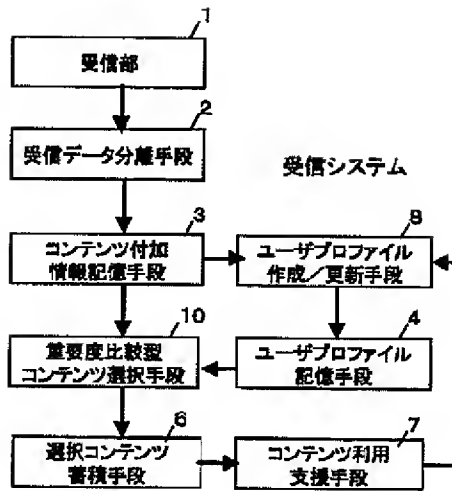 1
受信部
2
受信データ分離手段
受信システム
3
コンテンツ付加
情報記憶手段
8
ユーザプロファイル
作成/更新手段
10
重要度比較型
コンテンツ選択手段
4
ユーザプロファイル
記憶手段
6
選択コンテンツ
蓄積手段
7
コンテンツ利用
支援手段